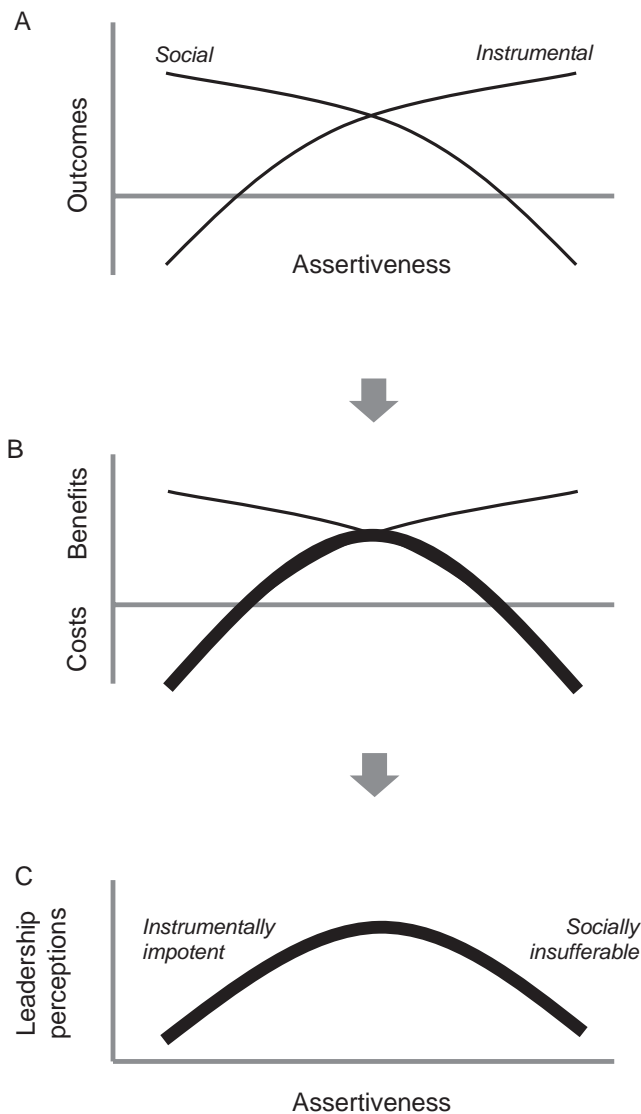 A
Social
Instrumental
Outcomes
Assertiveness
B
Benefits
Costs
C
Leadership
perceptions
Instrumentally
impotent
Socially
insufferable
Assertiveness